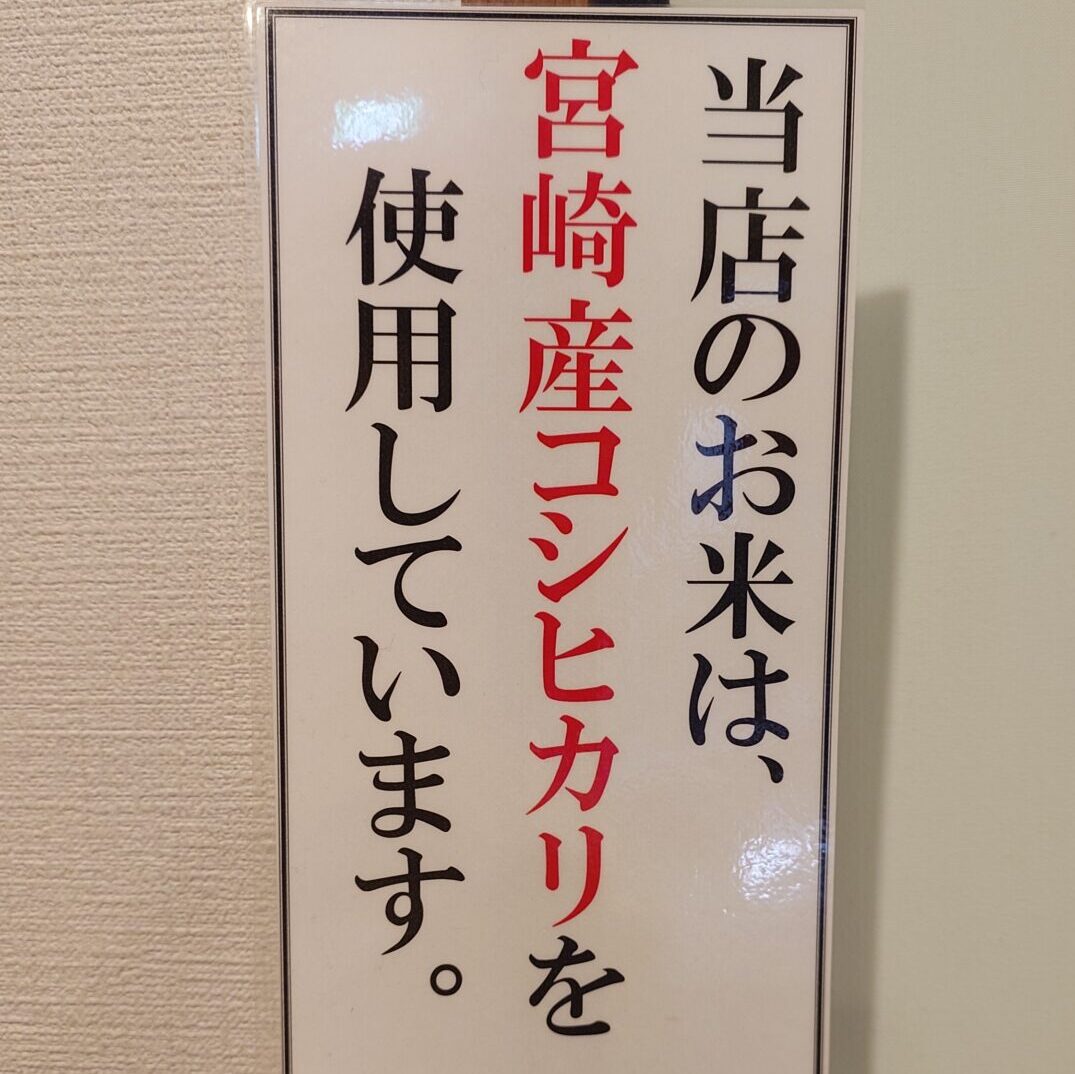 当店のお米は、
宮崎産コシヒカリを
使用しています。